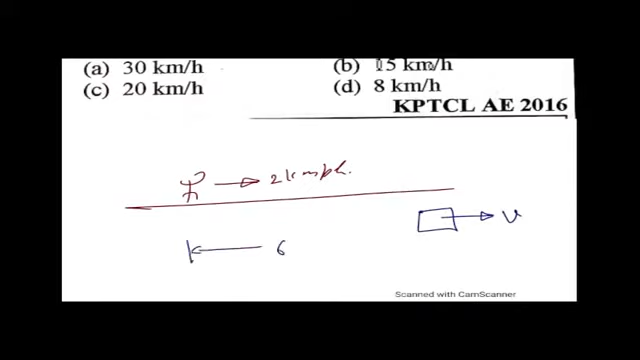 (a) 30 km/h (b) 15 km/h
(c) 20 km/h (d) 8 km/h
KPTCL AE 2016
2 kmph.
V
6
Scanned with CamScanner